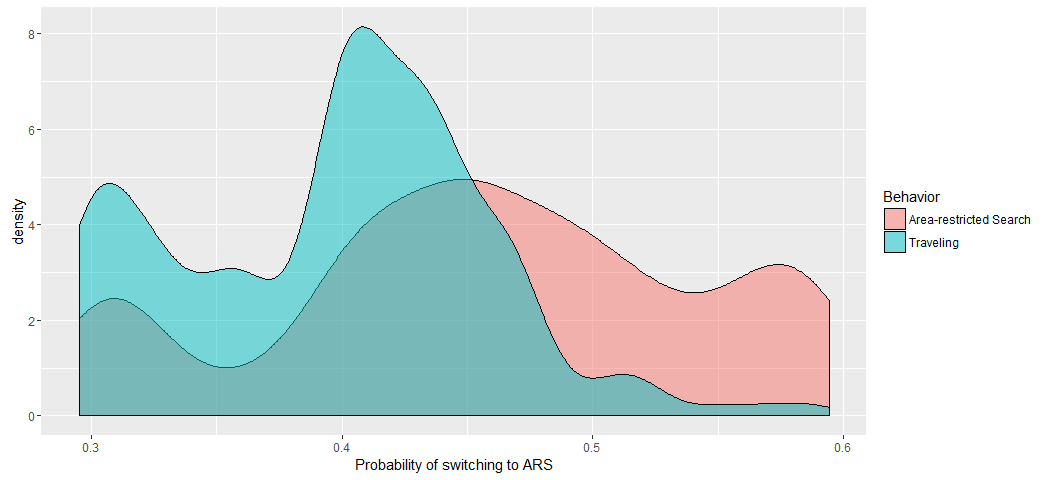 density
8
6
4
2
0
0.3 0.4 0.5 0.6
Probability of switching to ARS
Behavior
Area-restricted Search
Traveling